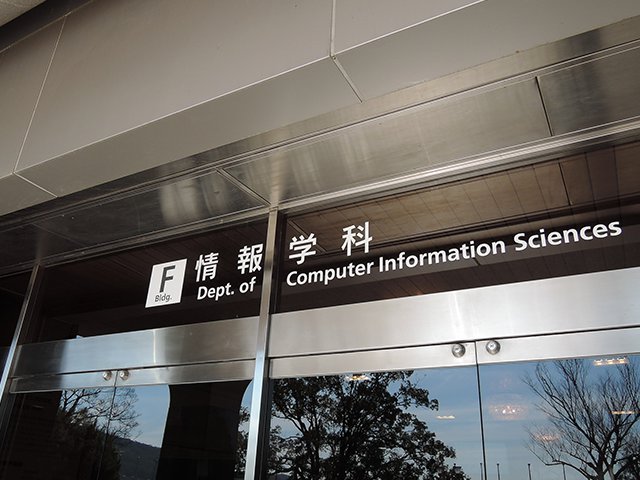 F
Bldg.
情報学科
Dept. of Computer Information Sciences